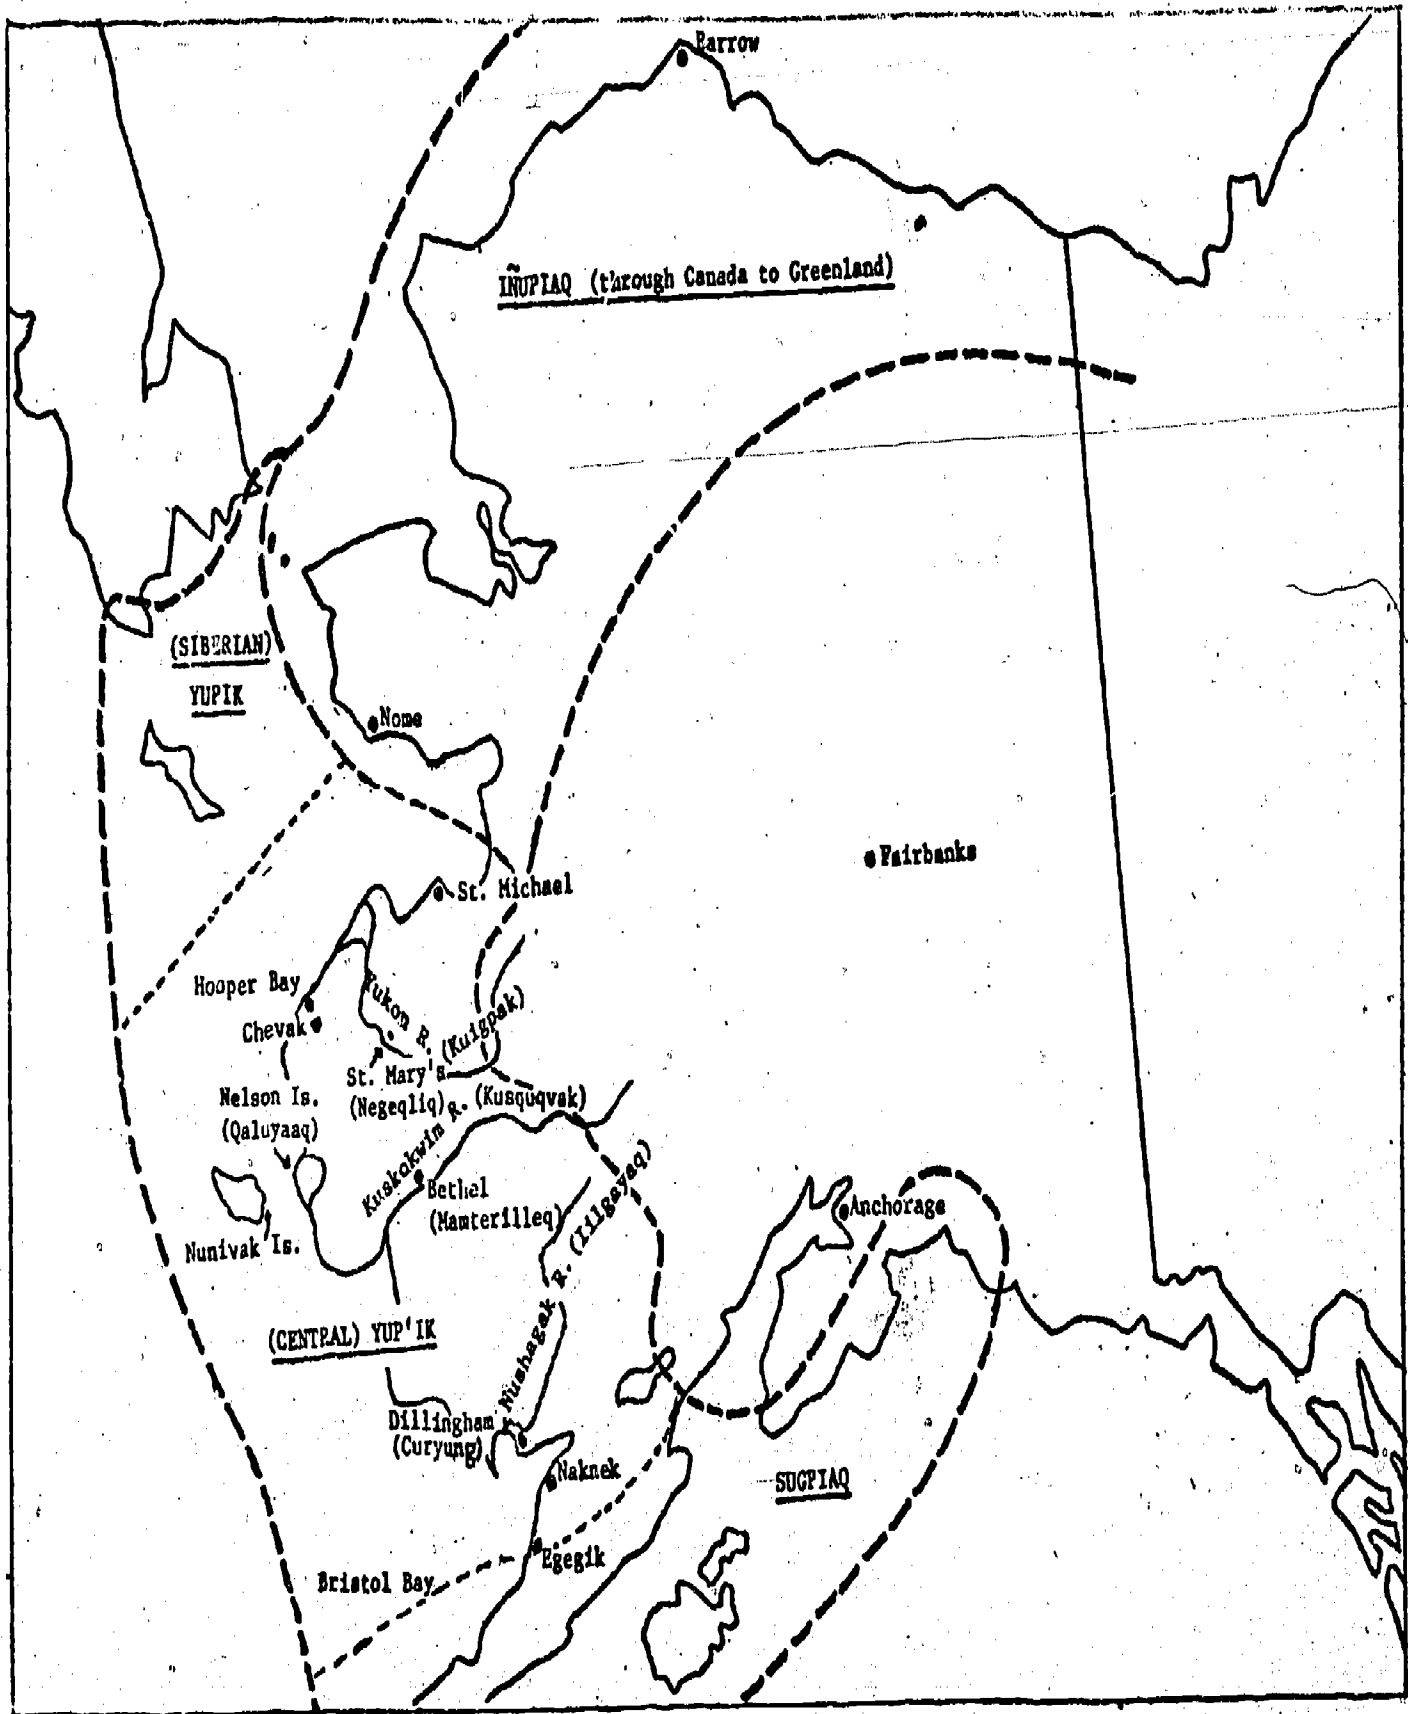 Barrow
IÑUPIAQ (through Canada to Greenland)
(SIBERIAN)
YUPIK
Nome
Fairbanks
St. Michael
Hooper Bay
Chevak
Yukon R. (Kuigpak)
St. Mary's
(Negeqliq)
Nelson Is.
(Qaluyaaq)
Kuskokwim R. (Kusquqvak)
Bethel
(Mamterilleq)
Nunivak Is.
Anchorage
Nushagak R. (Iilgayaq)
(CENTRAL) YUP'IK
Dillingham
(Curyung)
Naknek
SUGPIAQ
Egegik
Bristol Bay